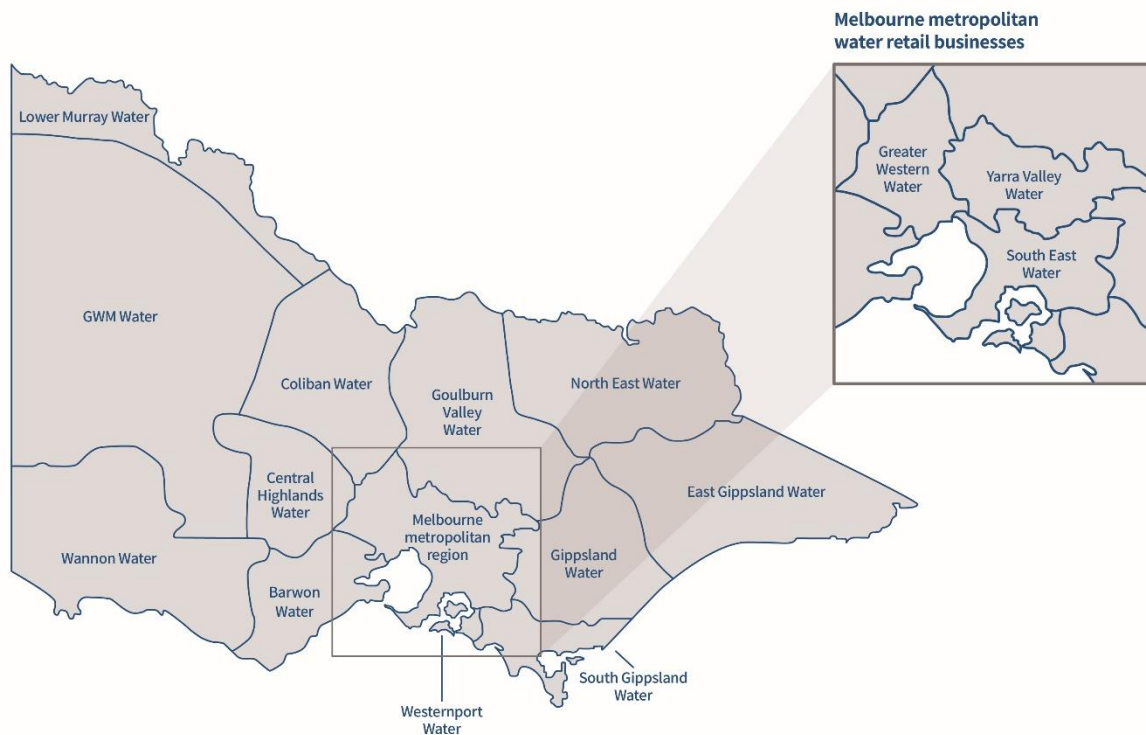 Melbourne metropolitan
water retail businesses
Lower Murray Water
Greater
Western
Water
Yarra Valley
Water
South East
Water
GWM Water
Coliban Water
Goulburn
Valley
Water
North East Water
Central
Highlands
Water
Melbourne
metropolitan
region
East Gippsland Water
Wannon Water
Gippsland
Water
Barwon
Water
South Gippsland
Water
Westernport
Water